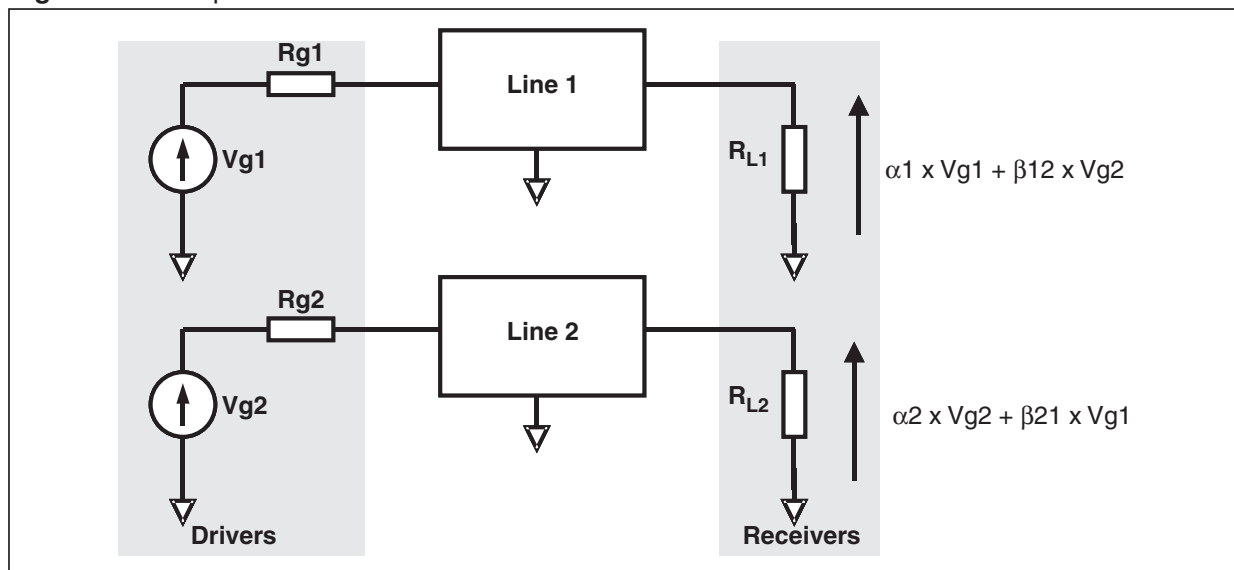 Rg1
Line 1
Vg1
RL1
α1 x Vg1 + β12 x Vg2
Rg2
Line 2
Vg2
RL2
α2 x Vg2 + β21 x Vg1
Drivers
Receivers